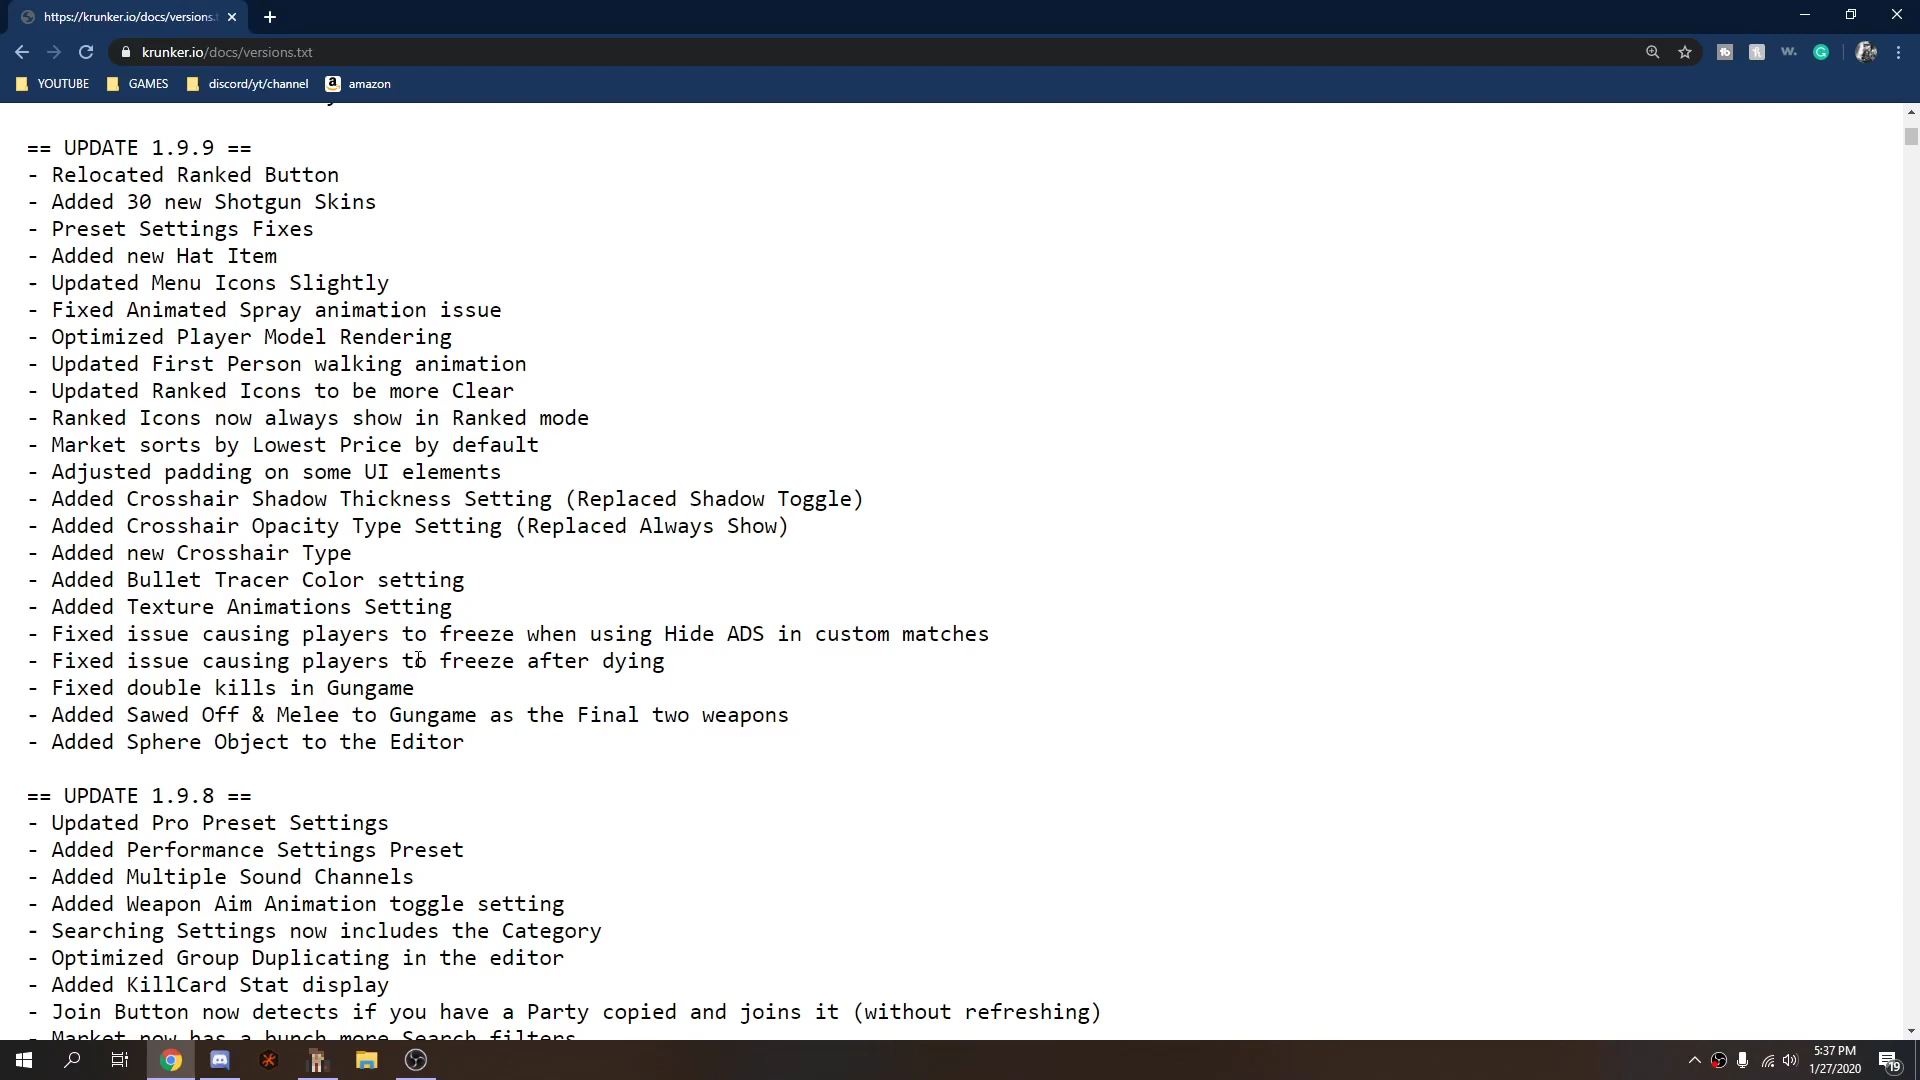 https://krunker.io/docs/versions.t
krunker.io/docs/versions.txt
YOUTUBE
GAMES
discord/yt/channel
amazon
== UPDATE 1.9.9 ==
- Relocated Ranked Button
- Added 30 new Shotgun Skins
- Preset Settings Fixes
- Added new Hat Item
- Updated Menu Icons Slightly
- Fixed Animated Spray animation issue
- Optimized Player Model Rendering
- Updated First Person walking animation
- Updated Ranked Icons to be more Clear
- Ranked Icons now always show in Ranked mode
- Market sorts by Lowest Price by default
- Adjusted padding on some UI elements
- Added Crosshair Shadow Thickness Setting (Replaced Shadow Toggle)
- Added Crosshair Opacity Type Setting (Replaced Always Show)
- Added new Crosshair Type
- Added Bullet Tracer Color setting
- Added Texture Animations Setting
- Fixed issue causing players to freeze when using Hide ADS in custom matches
- Fixed issue causing players to freeze after dying
- Fixed double kills in Gungame
- Added Sawed Off & Melee to Gungame as the Final two weapons
- Added Sphere Object to the Editor
== UPDATE 1.9.8 ==
- Updated Pro Preset Settings
- Added Performance Settings Preset
- Added Multiple Sound Channels
- Added Weapon Aim Animation toggle setting
- Searching Settings now includes the Category
- Optimized Group Duplicating in the editor
- Added KillCard Stat display
- Join Button now detects if you have a Party copied and joins it (without refreshing)
- Market now has a bunch more Search filters
5:37 PM
1/27/2020
19